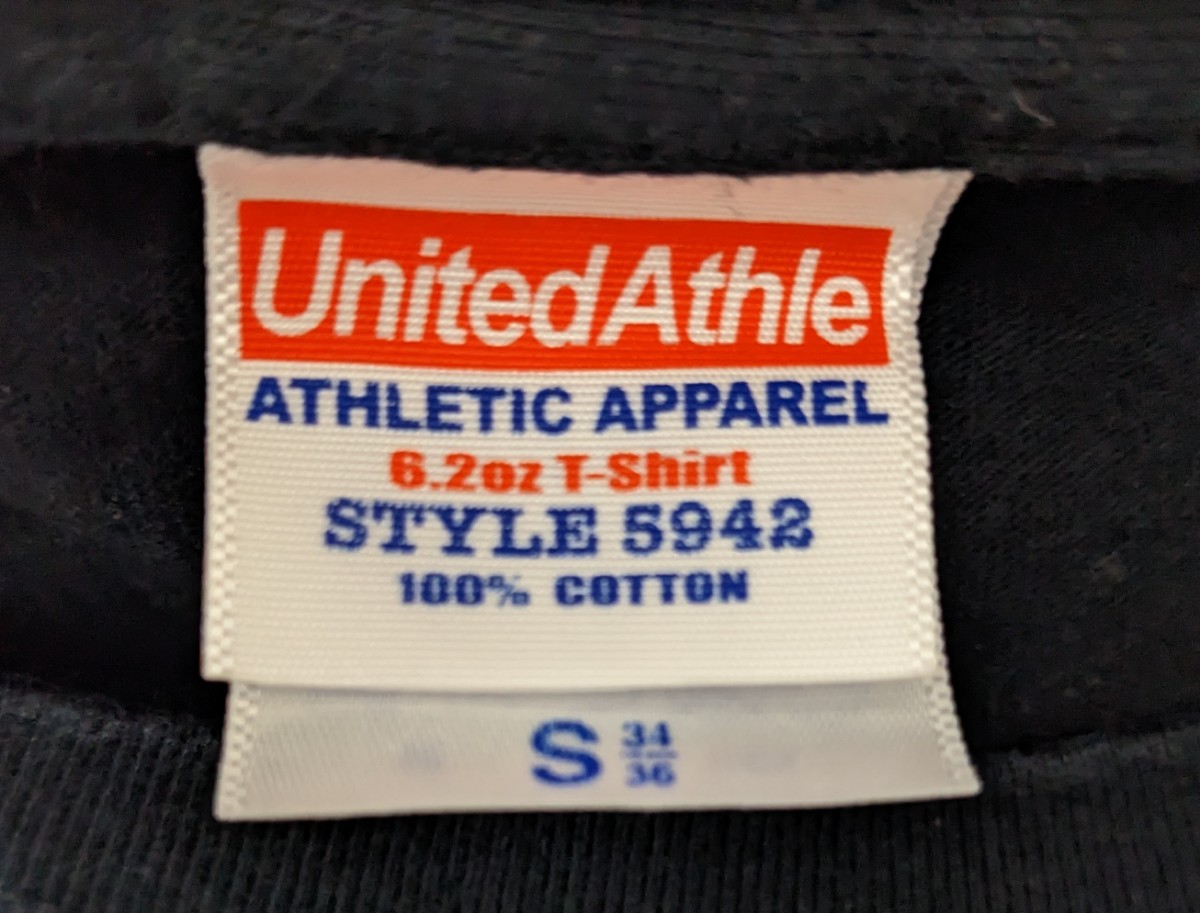 UnitedAthle
ATHLETIC APPAREL
6.2oz T-Shirt
STYLE 5942
100% COTTON
S 34/36